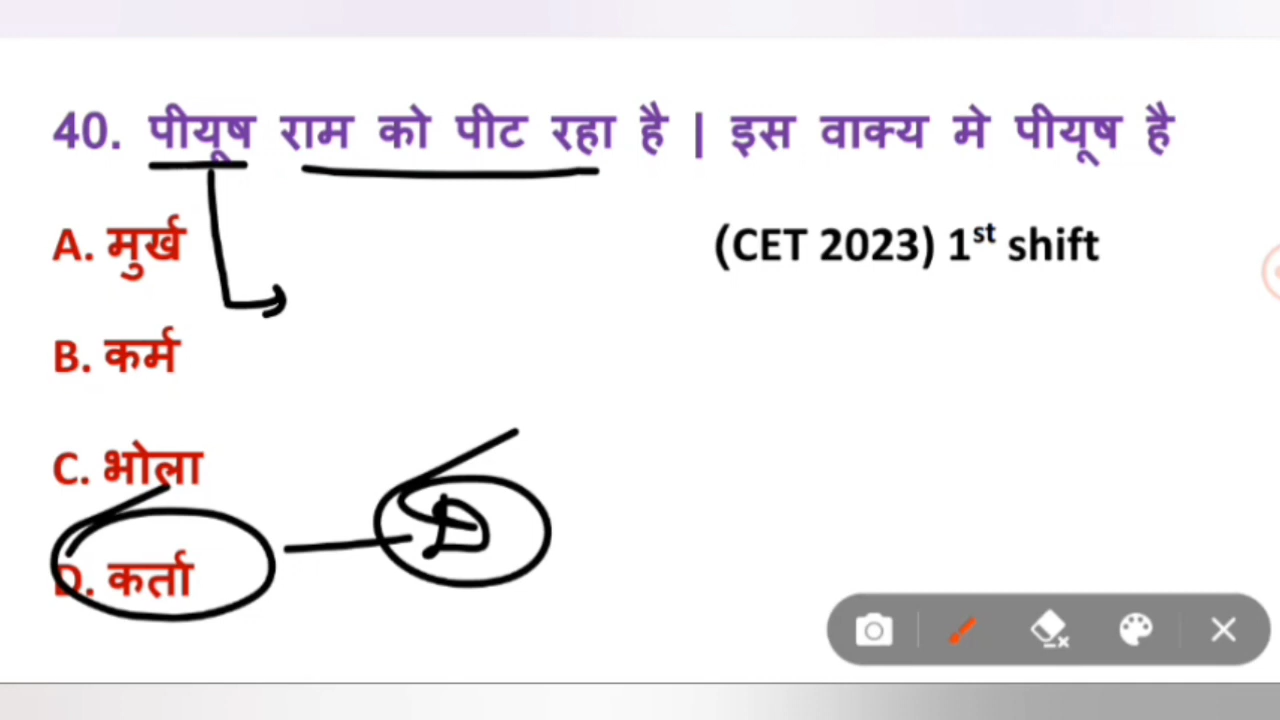 40. पीयूष राम को पीट रहा है | इस वाक्य मे पीयूष है
A. मुर्ख
(CET 2023) 1st shift
B. कर्म
C. भोला
D. कर्ता
D